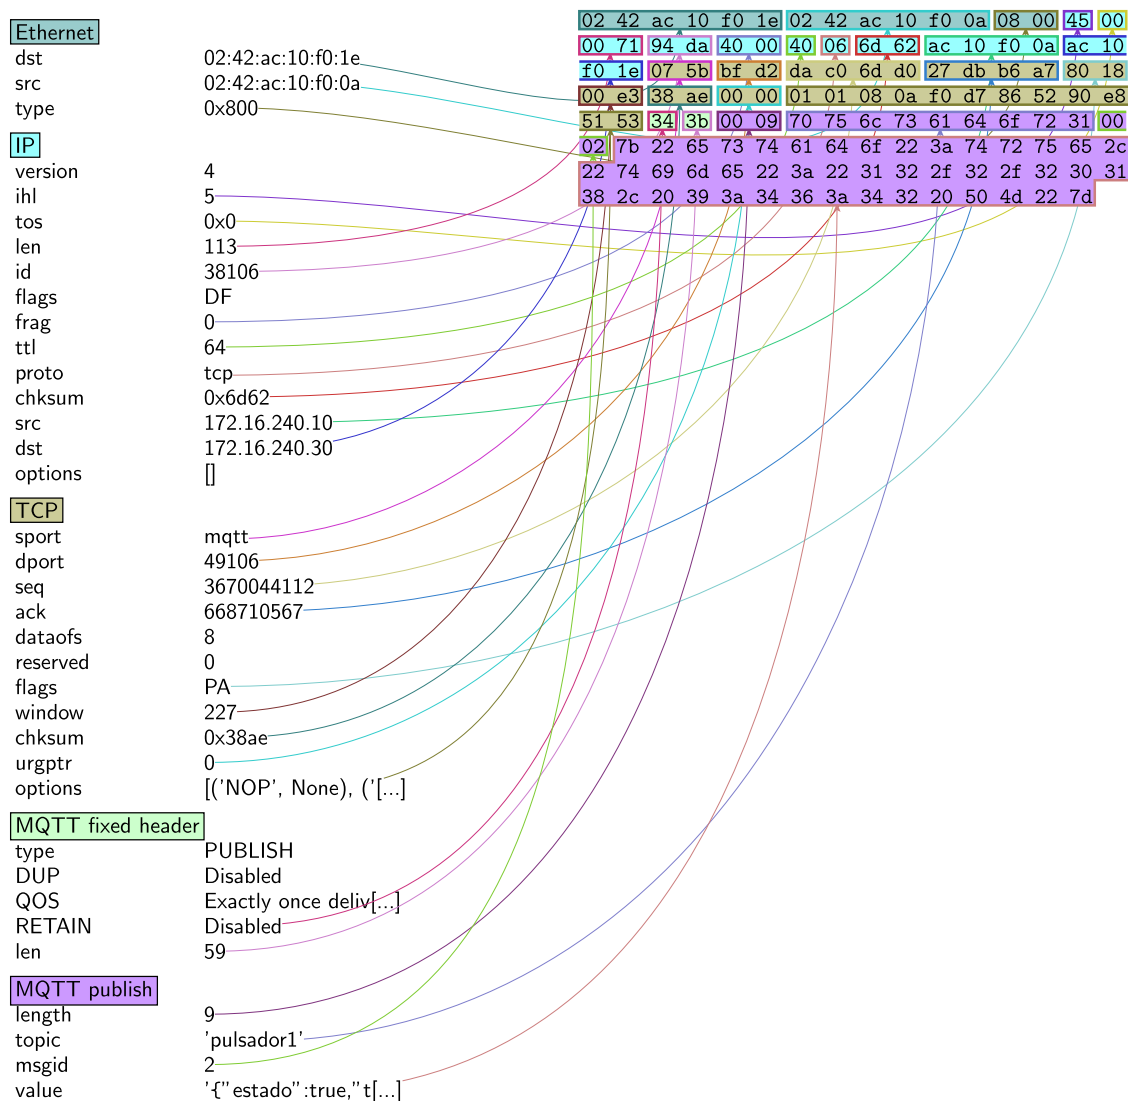 Ethernet
dst 02:42:ac:10:f0:1e
src 02:42:ac:10:f0:0a
type 0x800
IP
version 4
ihl 5
tos 0x0
len 113
id 38106
flags DF
frag 0
ttl 64
proto tcp
chksum 0x6d62
src 172.16.240.10
dst 172.16.240.30
options []
TCP
sport mqtt
dport 49106
seq 3670044112
ack 668710567
dataofs 8
reserved 0
flags PA
window 227
chksum 0x38ae
urgptr 0
options [('NOP', None), ('[...]
MQTT fixed header
type PUBLISH
DUP Disabled
QOS Exactly once deliv[...]
RETAIN Disabled
len 59
MQTT publish
length 9
topic 'pulsador1'
msgid 2
value '{"estado":true,"t[...]
02 42 ac 10 f0 1e 02 42 ac 10 f0 0a 08 00 45 00
00 71 94 da 40 00 40 06 6d 62 ac 10 f0 0a ac 10
f0 1e 07 5b bf d2 da c0 6d d0 27 db b6 a7 80 18
00 e3 38 ae 00 00 01 01 08 0a f0 d7 86 52 90 e8
51 53 34 3b 00 09 70 75 6c 73 61 64 6f 72 31 00
02 7b 22 65 73 74 61 64 6f 22 3a 74 72 75 65 2c
22 74 69 6d 65 22 3a 22 31 32 2f 32 2f 32 30 31
38 2c 20 39 3a 34 36 3a 34 32 20 50 4d 22 7d